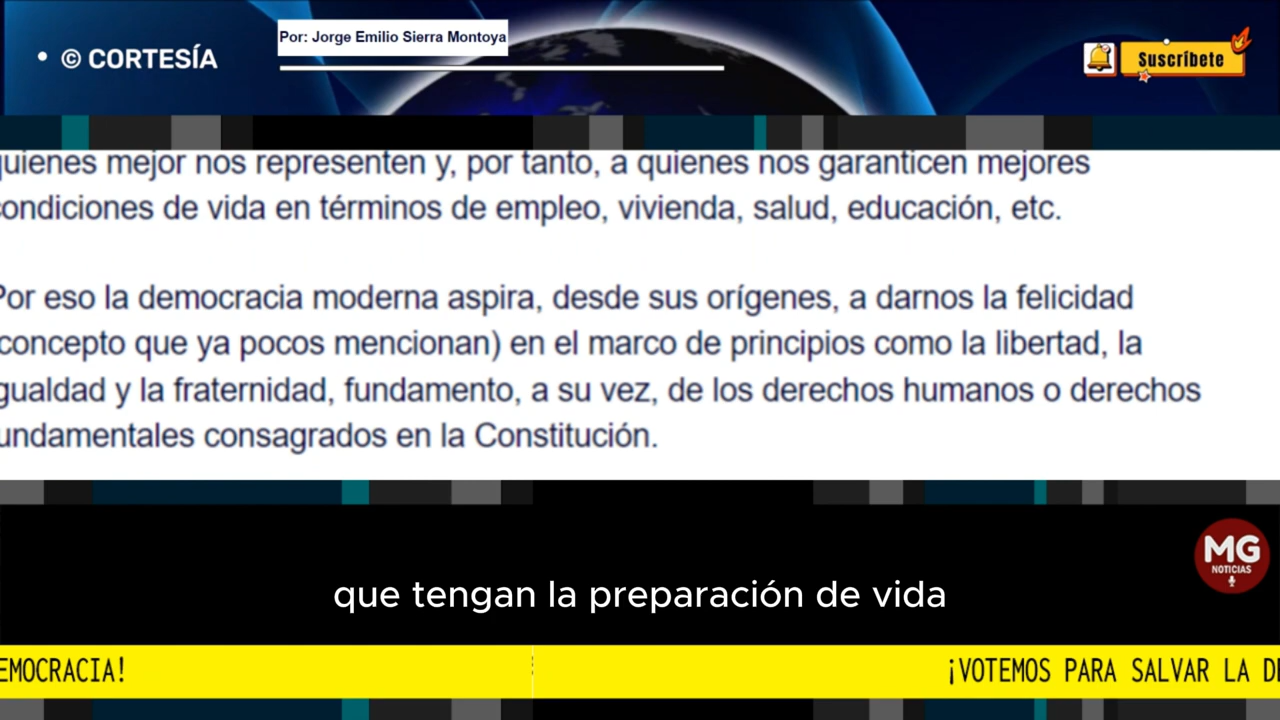 • © CORTESÍA
Por: Jorge Emilio Sierra Montoya
Suscríbete
quienes mejor nos representen y, por tanto, a quienes nos garanticen mejores
condiciones de vida en términos de empleo, vivienda, salud, educación, etc.
Por eso la democracia moderna aspira, desde sus orígenes, a darnos la felicidad
concepto que ya pocos mencionan) en el marco de principios como la libertad, la
gualdad y la fraternidad, fundamento, a su vez, de los derechos humanos o derechos
undamentales consagrados en la Constitución.
MG
NOTICIAS
que tengan la preparación de vida
EMOCRACIA! ¡VOTEMOS PARA SALVAR LA DE